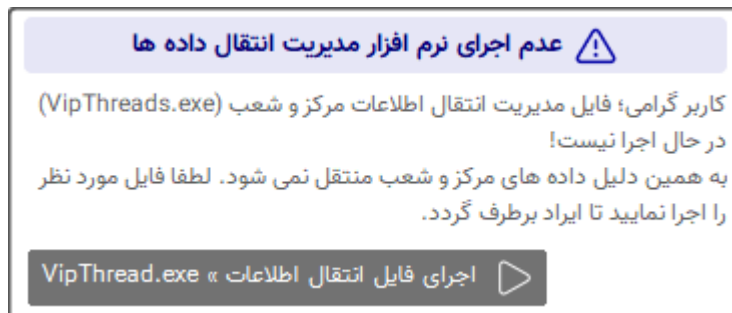 عدم اجرای نرم افزار مدیریت انتقال داده ها
کاربر گرامی؛ فایل مدیریت انتقال اطلاعات مرکز و شعب (VipThreads.exe)
در حال اجرا نیست!
به همین دلیل داده های مرکز و شعب منتقل نمی شود. لطفا فایل مورد نظر
را اجرا نمایید تا ایراد برطرف گردد.
اجرای فایل انتقال اطلاعات » VipThread.exe